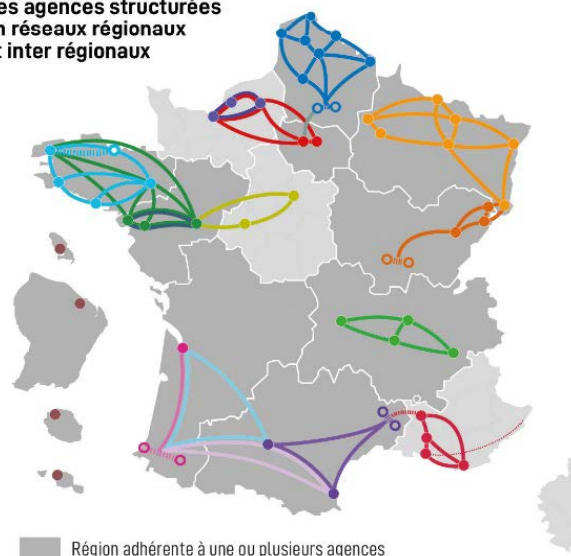 es agences structurées
n réseaux régionaux
t inter régionaux
Région adhérente à une ou plusieurs agences